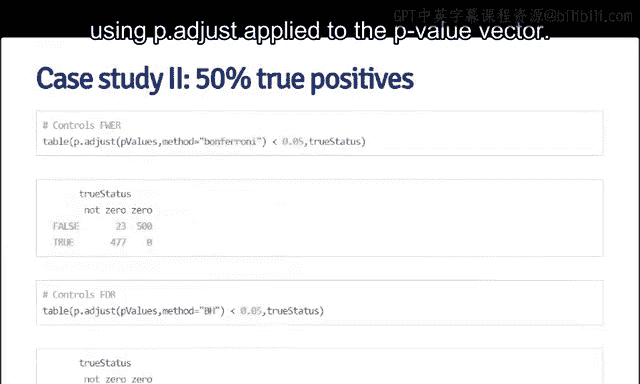 GPT中英字幕课程资源@bilibili.com
using p.adjust applied to the p-value vector.
Case study II: 50% true positives
# Controls FWER
table(p.adjust(pValues,method="bonferroni") < 0.05,trueStatus)
trueStatus
not zero zero
FALSE 23 500
TRUE 477 0
# Controls FDR
table(p.adjust(pValues,method="BH") < 0.05,trueStatus)
trueStatus
not zero zero